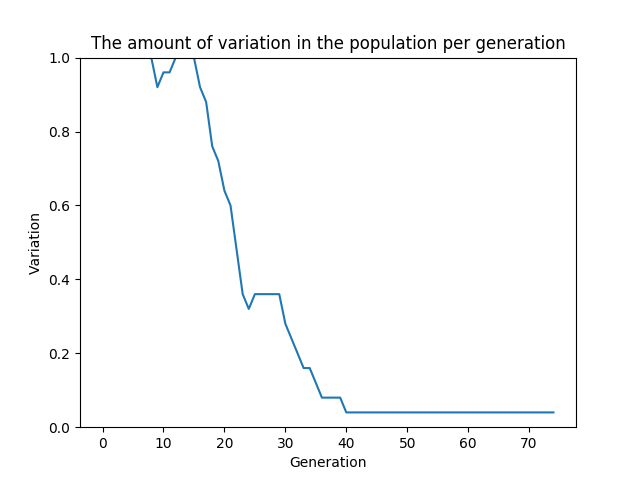 The amount of variation in the population per generation
1.0
0.8
0.6
0.4
0.2
0.0
Variation
0 10 20 30 40 50 60 70
Generation